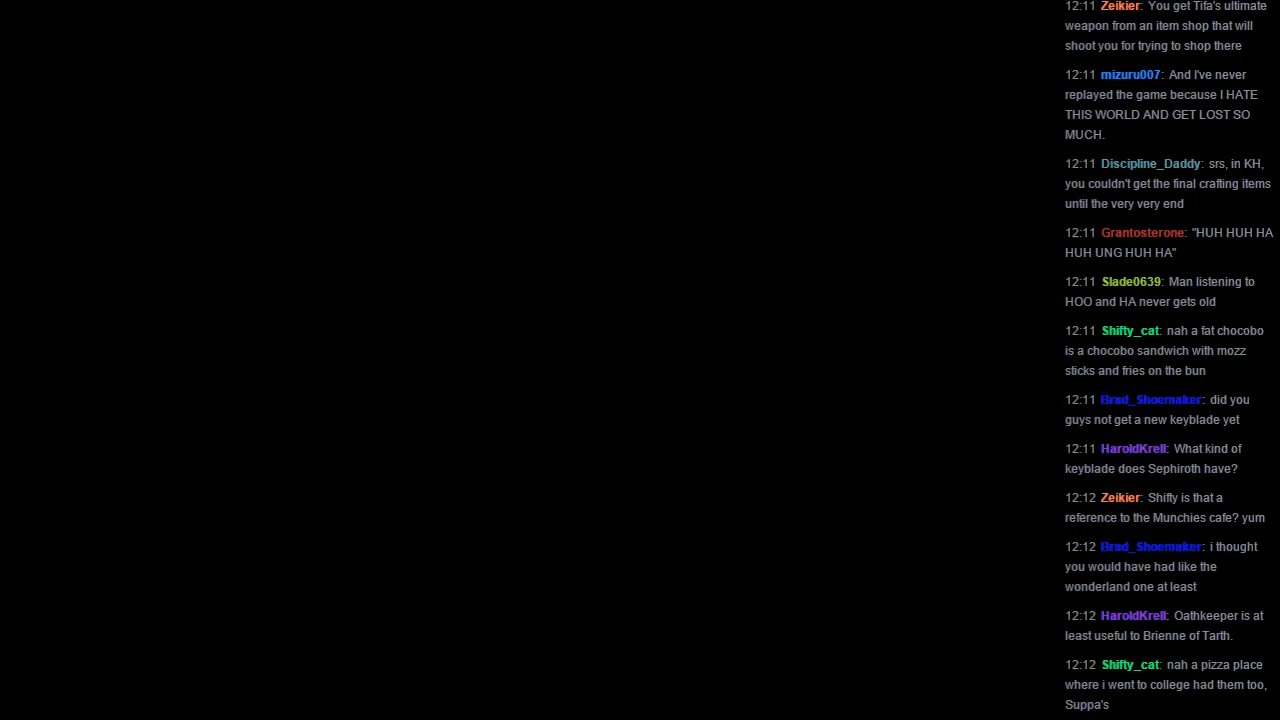 12:11 Zeikier: You get Tifa's ultimate
weapon from an item shop that will
shoot you for trying to shop there
12:11 mizuru007: And I've never
replayed the game because I HATE
THIS WORLD AND GET LOST SO
MUCH.
12:11 Discipline_Daddy: srs, in KH,
you couldn't get the final crafting items
until the very very end
12:11 Grantosterone: "HUH HUH HA
HUH UNG HUH HA"
12:11 Slade0639: Man listening to
HOO and HA never gets old
12:11 Shifty_cat: nah a fat chocobo
is a chocobo sandwich with mozz
sticks and fries on the bun
12:11 Brad_Shoemaker: did you
guys not get a new keyblade yet
12:11 HaroldKrell: What kind of
keyblade does Sephiroth have?
12:12 Zeikier: Shifty is that a
reference to the Munchies cafe? yum
12:12 Brad_Shoemaker: i thought
you would have had like the
wonderland one at least
12:12 HaroldKrell: Oathkeeper is at
least useful to Brienne of Tarth.
12:12 Shifty_cat: nah a pizza place
where i went to college had them too,
Suppa's